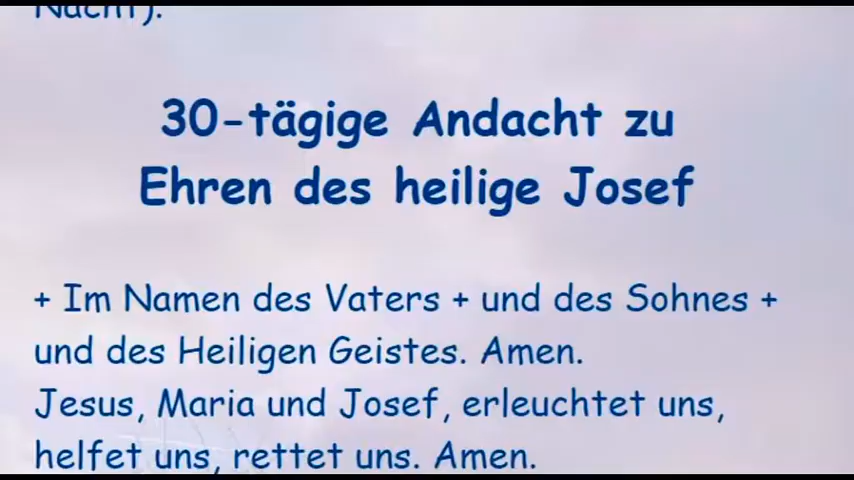 Nacht).
30-tägige Andacht zu
Ehren des heilige Josef
+ Im Namen des Vaters + und des Sohnes +
und des Heiligen Geistes. Amen.
Jesus, Maria und Josef, erleuchtet uns,
helfet uns, rettet uns. Amen.